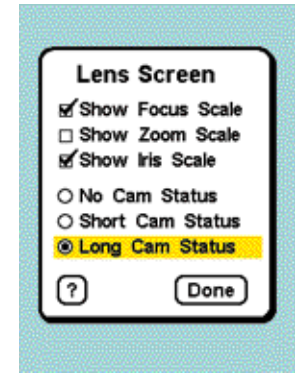 Lens Screen
Show Focus Scale
Show Zoom Scale
Show Iris Scale
No Cam Status
Short Cam Status
Long Cam Status
? Done